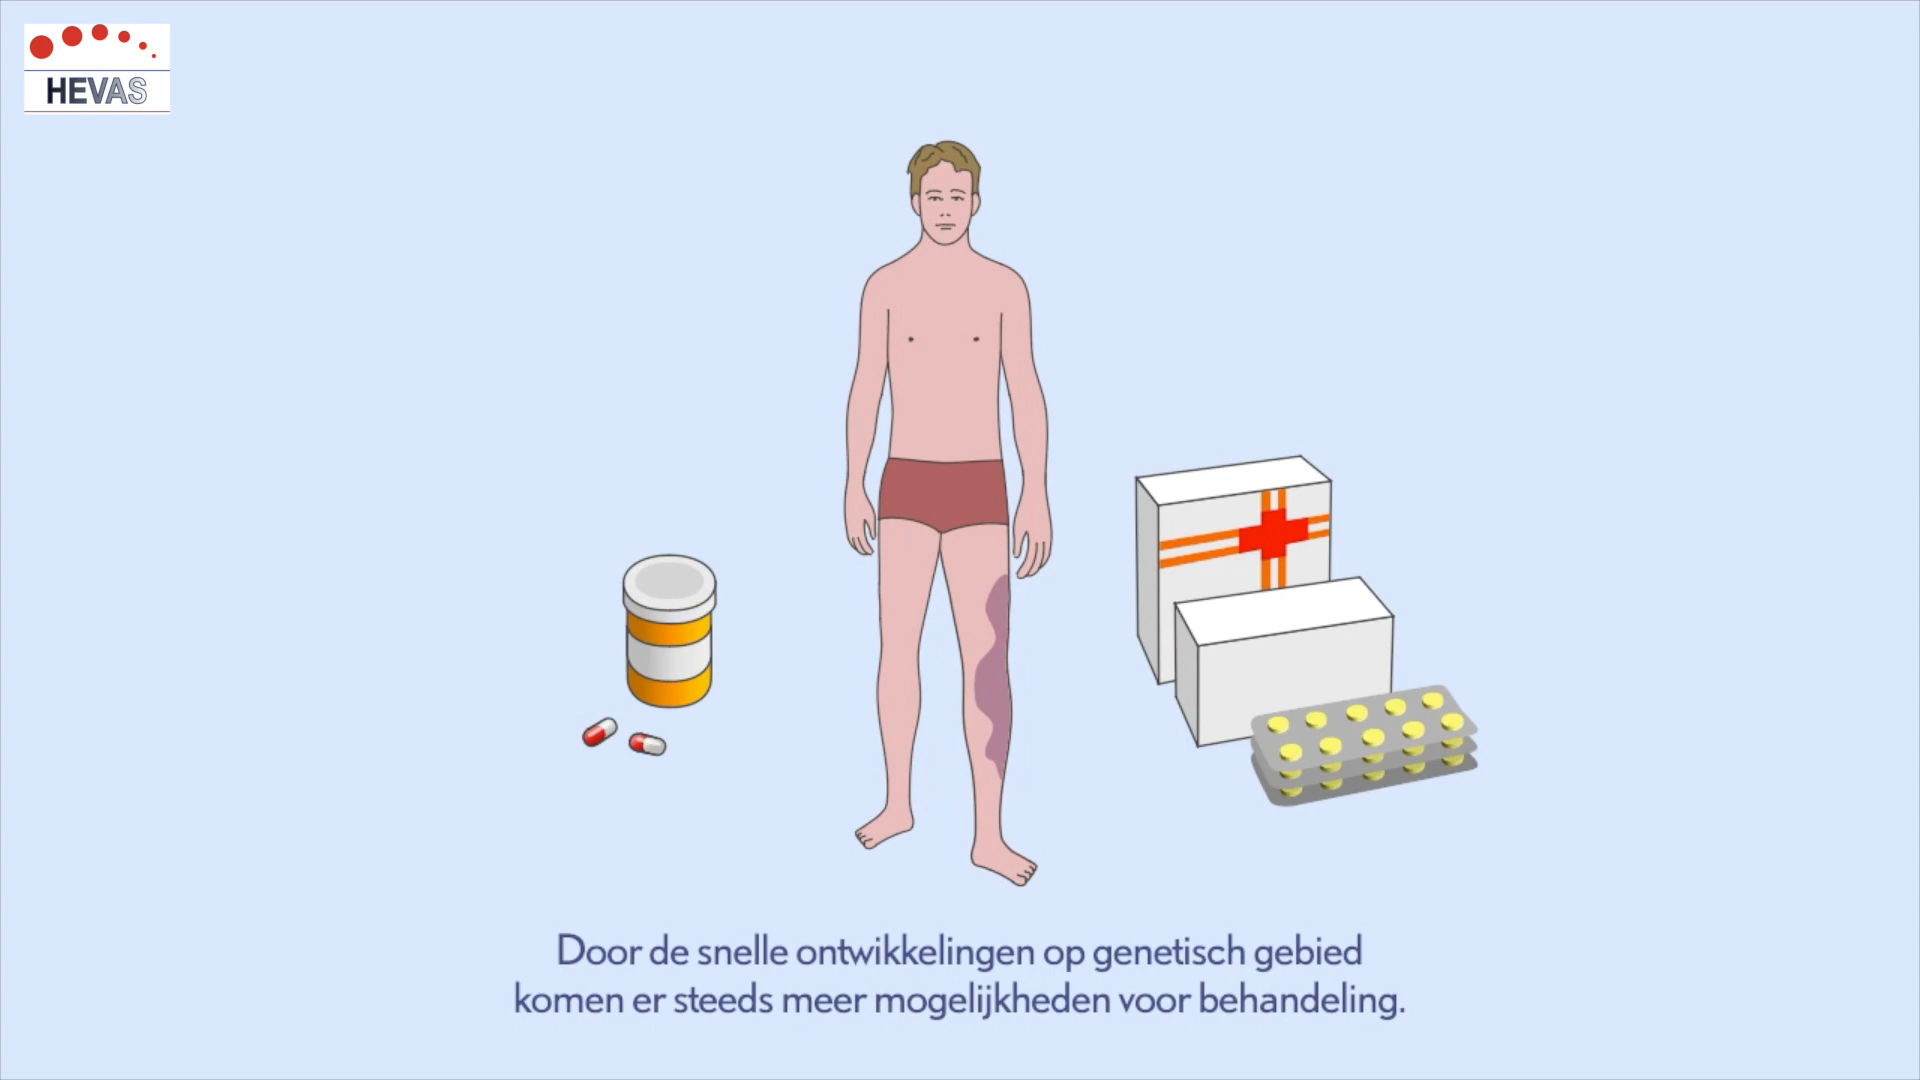 HEVAS
Door de snelle ontwikkelingen op genetisch gebied
komen er steeds meer mogelijkheden voor behandeling.